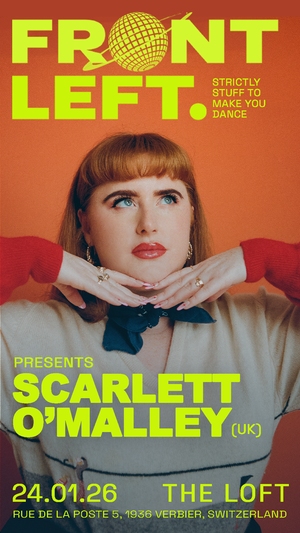 FRONT
LEFT.
STRICTLY
STUFF TO
MAKE YOU
DANCE
PRESENTS
SCARLETT
O'MALLEY (UK)
24.01.26 THE LOFT
RUE DE LA POSTE 5, 1936 VERBIER, SWITZERLAND